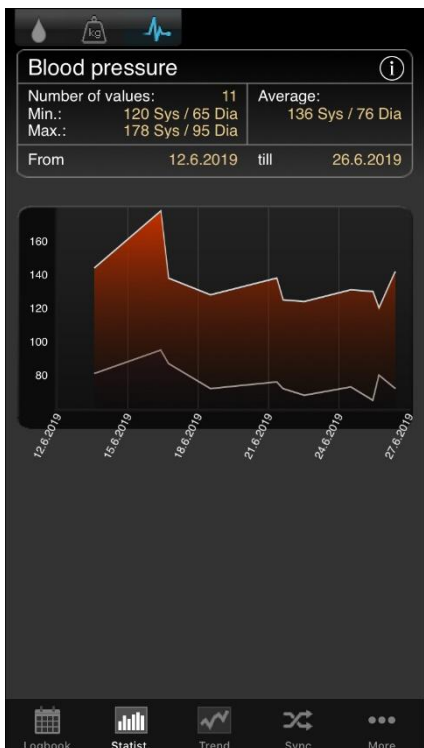 kg
Blood pressure
Number of values: 11 Average:
Min.: 120 Sys / 65 Dia 136 Sys / 76 Dia
Max.: 178 Sys / 95 Dia
From 12.6.2019 till 26.6.2019
160
140
120
100
80
12.6.2019 15.6.2019 18.6.2019 21.6.2019 24.6.2019 27.6.2019
Logbook Statist. Trend Sync More